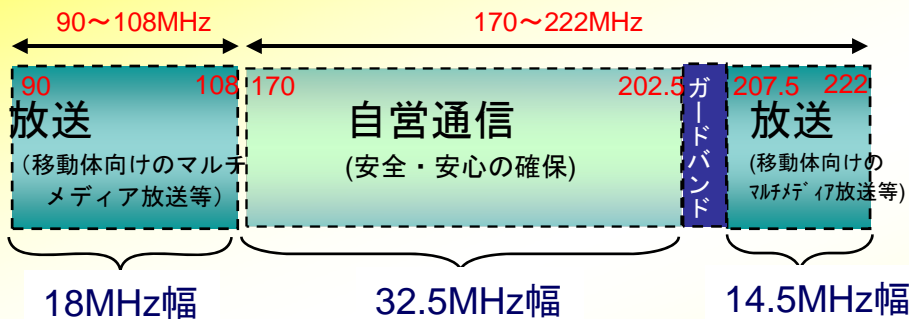 90～108MHz
170～222MHz
90
108
170
202.5
207.5
222
放送
（移動体向けのマルチ
メディア放送等）
自営通信
(安全・安心の確保)
ガードバンド
放送
(移動体向けの
ﾏﾙﾁﾒﾃﾞｨｱ放送等)
18MHz幅
32.5MHz幅
14.5MHz幅